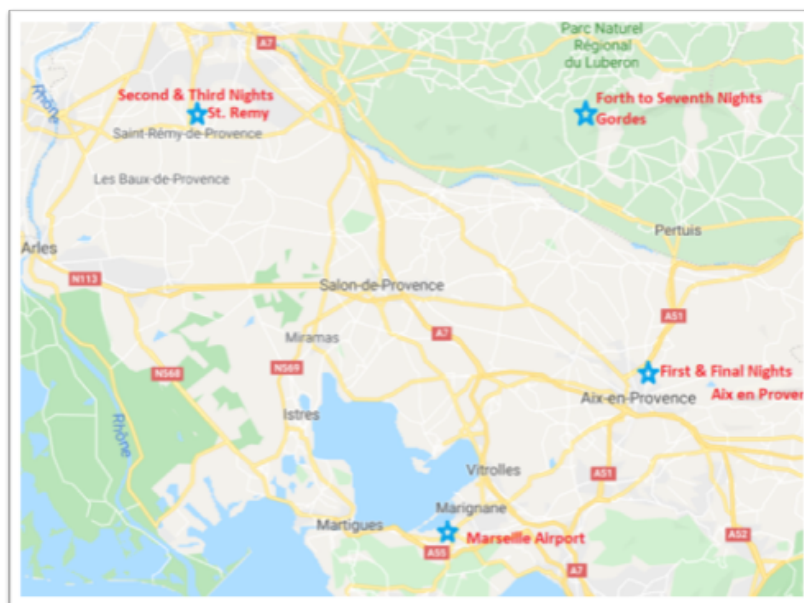 Parc Naturel
Régional
du Luberon
A7
Rhône
Second & Third Nights
St. Remy
Saint-Rémy-de-Provence
Forth to Seventh Nights
Gordes
Les Baux-de-Provence
Pertuis
Arles
N113
Salon-de-Provence
A51
A7
Miramas
N568
N569
First & Final Nights
Aix-en-Provence
Aix en Proven
Rhône
Istres
Vitrolles
A51
Marignane
Martigues
A55
Marseille Airport
A52
A7